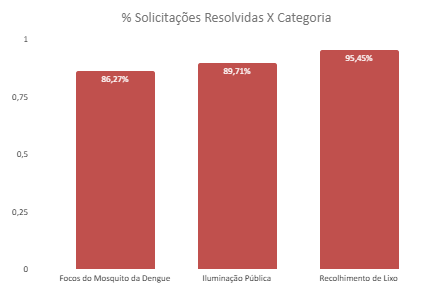 % Solicitações Resolvidas X Categoria
1
0,75
0,5
0,25
0
86,27%
89,71%
95,45%
Focos do Mosquito da Dengue
Iluminação Pública
Recolhimento de Lixo